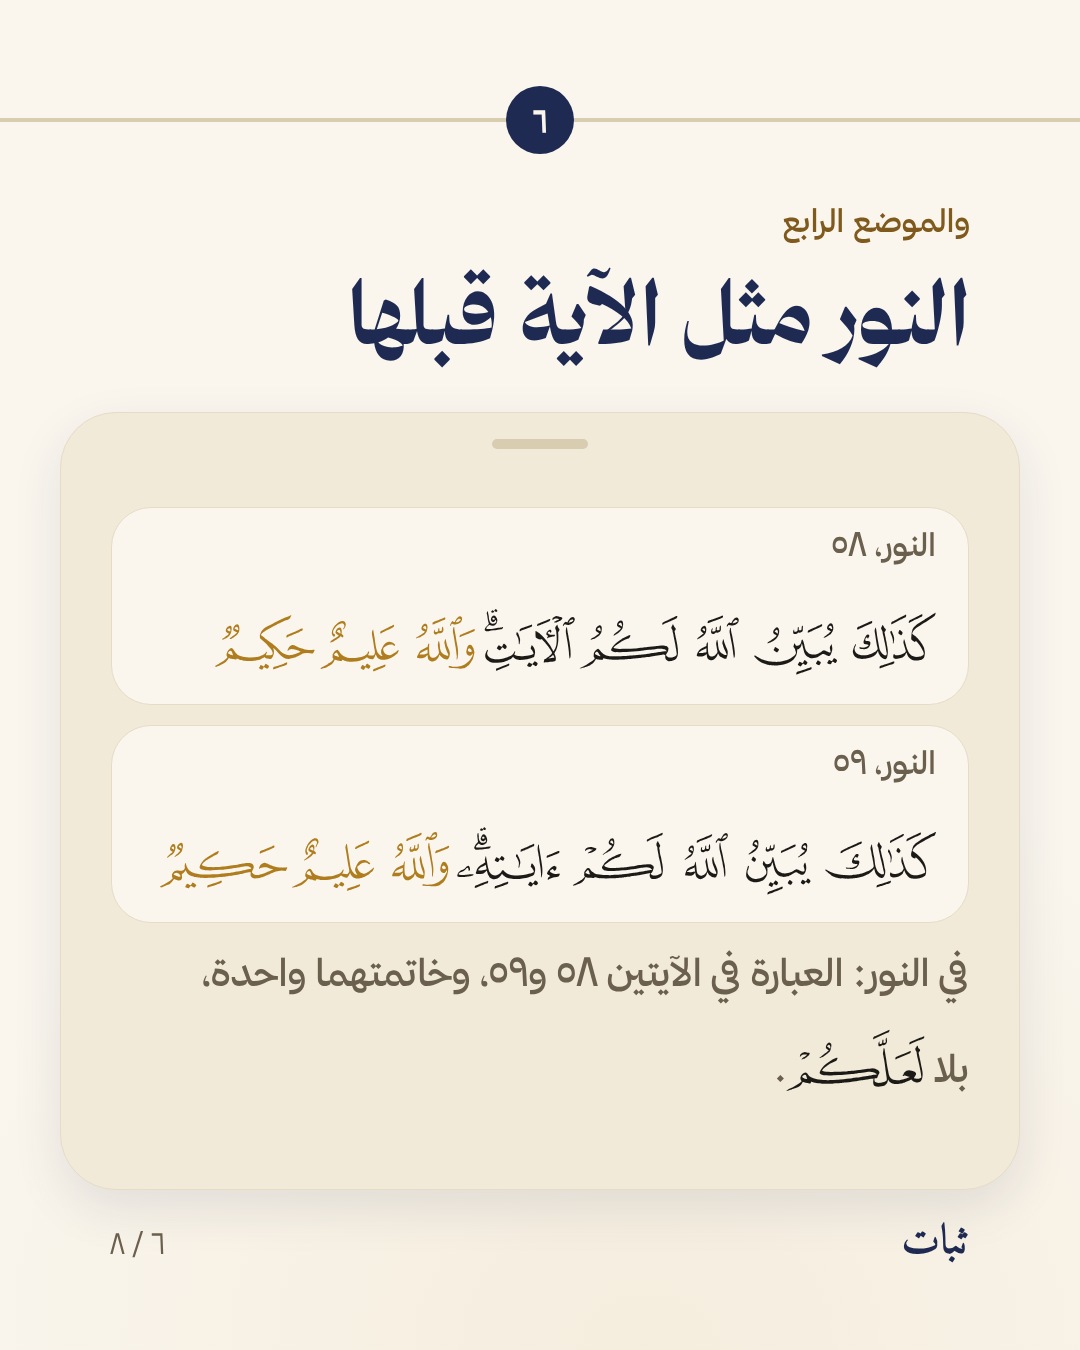 ٦
والموضع الرابع
النور مثل الآية قبلها
النور، ٥٨
كَذَٰلِكَ يُبَيِّنُ ٱللَّهُ لَكُمُ ٱلْـَٔايَـٰتِ ۗ وَٱللَّهُ عَلِيمٌ حَكِيمٌ
النور، ٥٩
كَذَٰلِكَ يُبَيِّنُ ٱللَّهُ لَكُمْ ءَايَـٰتِهِۦ ۗ وَٱللَّهُ عَلِيمٌ حَكِيمٌ
في النور: العبارة في الآيتين ٥٨ و٥٩، وخاتمتهما واحدة،
بلا لَعَلَّكُمْ.
ثبات
٦ / ٨